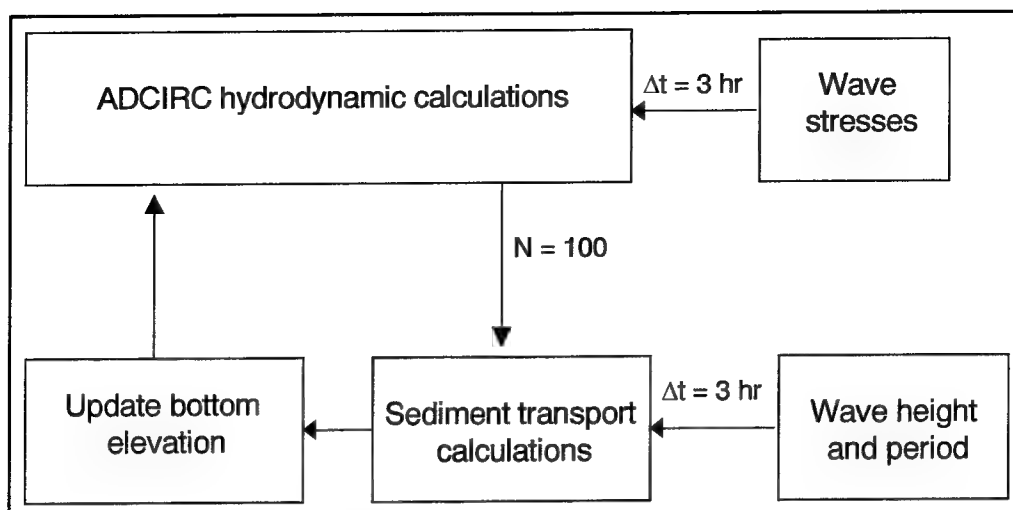 ADCIRC hydrodynamic calculations
Δt = 3 hr
Wave
stresses
N = 100
Update bottom
elevation
Sediment transport
calculations
Δt = 3 hr
Wave height
and period